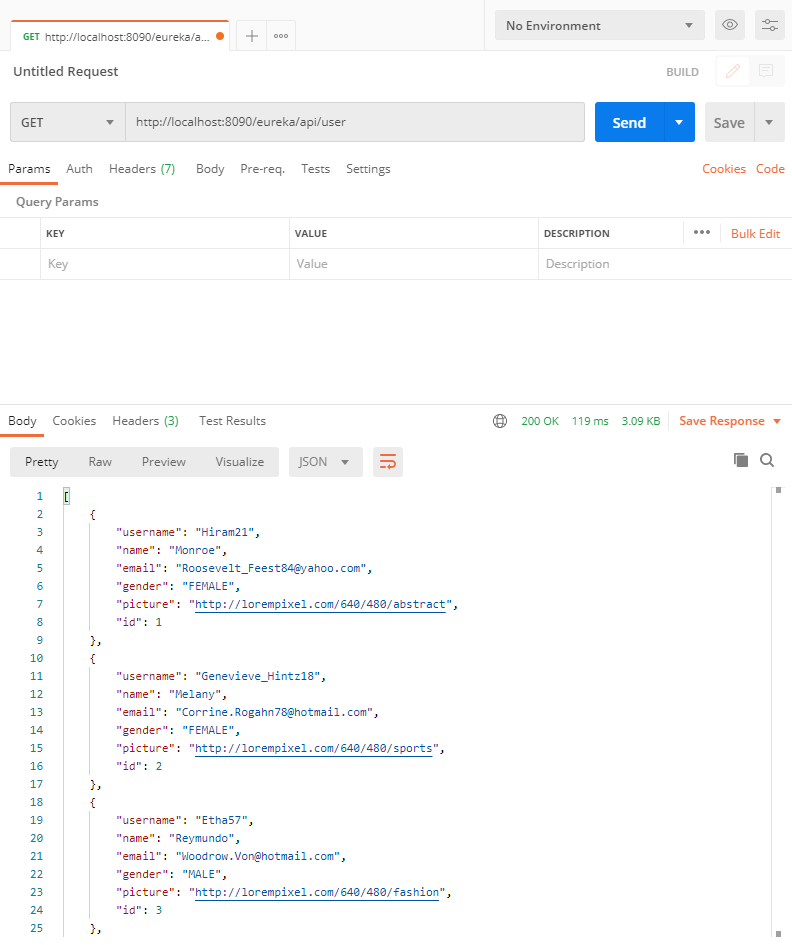 GET http://localhost:8090/eureka/a...
No Environment
Untitled Request
BUILD
GET http://localhost:8090/eureka/api/user Send Save
Params Auth Headers (7) Body Pre-req. Tests Settings Cookies Code
Query Params
KEY VALUE DESCRIPTION Bulk Edit
Key Value Description
Body Cookies Headers (3) Test Results 200 OK 119 ms 3.09 KB Save Response
Pretty Raw Preview Visualize JSON
1 [
2 {
3 "username": "Hiram21",
4 "name": "Monroe",
5 "email": "Roosevelt_Feest84@yahoo.com",
6 "gender": "FEMALE",
7 "picture": "http://lorempixel.com/640/480/abstract",
8 "id": 1
9 },
10 {
11 "username": "Genevieve_Hintz18",
12 "name": "Melany",
13 "email": "Corrine.Rogahn78@hotmail.com",
14 "gender": "FEMALE",
15 "picture": "http://lorempixel.com/640/480/sports",
16 "id": 2
17 },
18 {
19 "username": "Etha57",
20 "name": "Reymundo",
21 "email": "Woodrow.Von@hotmail.com",
22 "gender": "MALE",
23 "picture": "http://lorempixel.com/640/480/fashion",
24 "id": 3
25 },